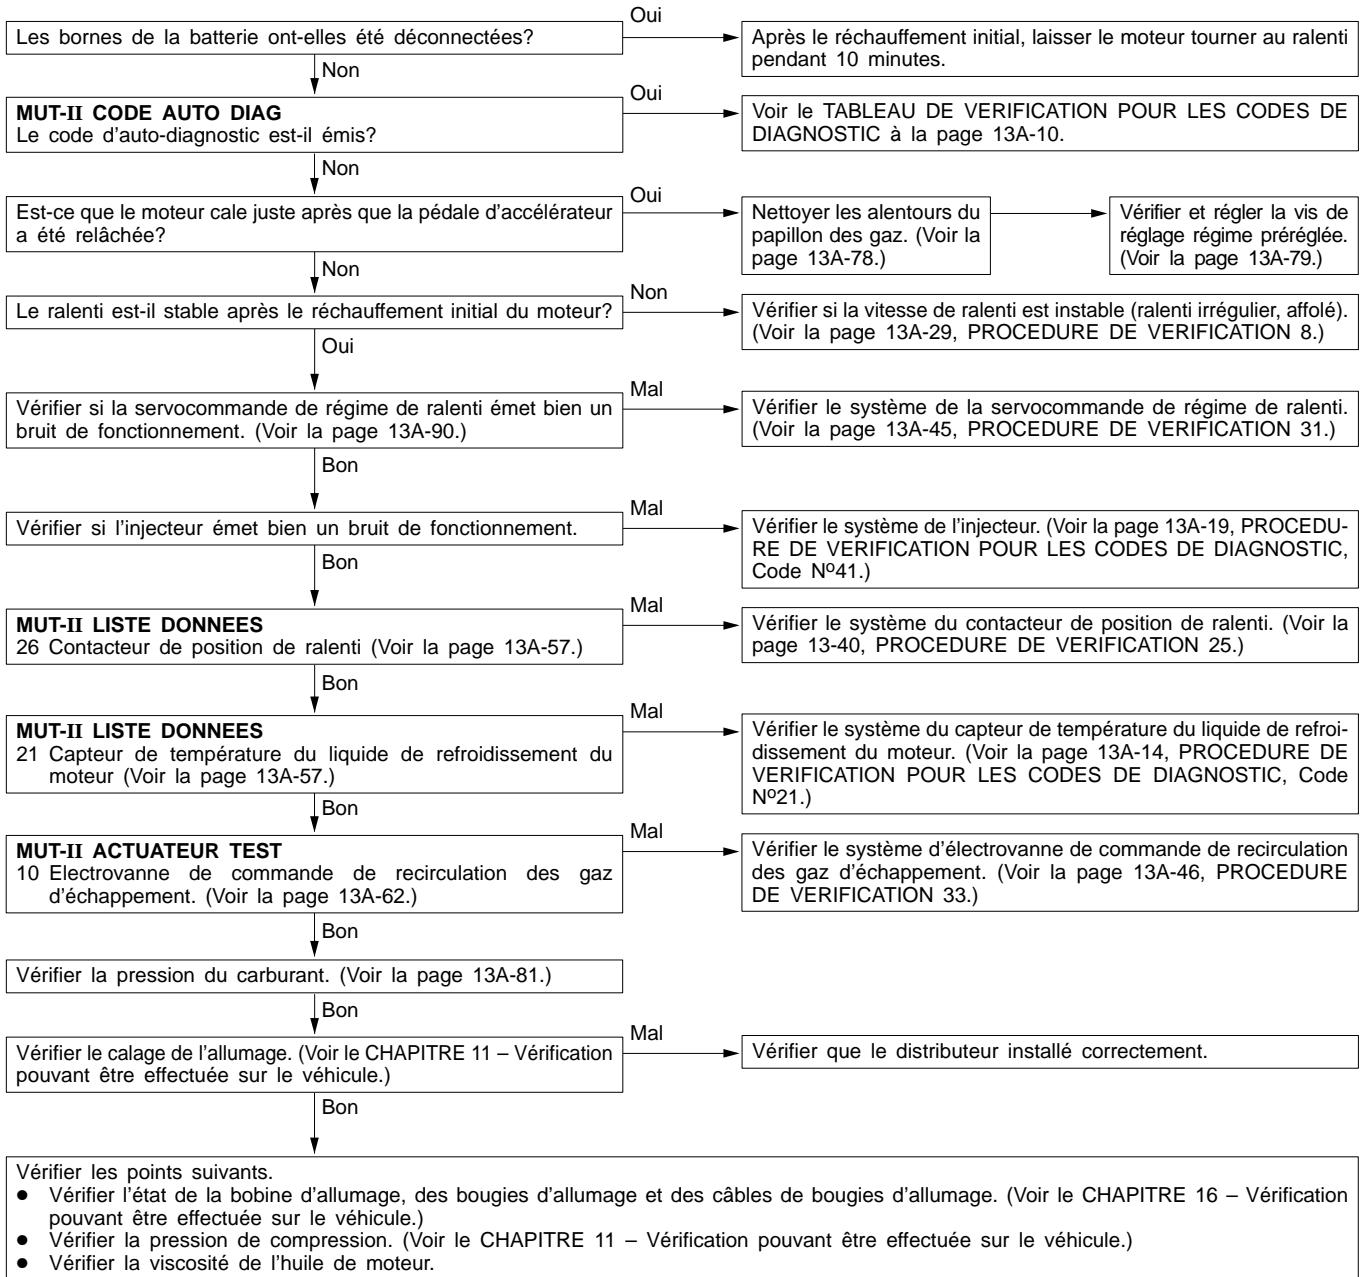 Oui
Les bornes de la batterie ont-elles été déconnectées?
Après le réchauffement initial, laisser le moteur tourner au ralenti
pendant 10 minutes.
Non
MUT-II CODE AUTO DIAG
Le code d'auto-diagnostic est-il émis?
Oui
Voir le TABLEAU DE VERIFICATION POUR LES CODES DE
DIAGNOSTIC à la page 13A-10.
Non
Est-ce que le moteur cale juste après que la pédale d'accélérateur
a été relâchée?
Oui
Nettoyer les alentours du
papillon des gaz. (Voir la
page 13A-78.)
Vérifier et régler la vis de
réglage régime préréglée.
(Voir la page 13A-79.)
Non
Le ralenti est-il stable après le réchauffement initial du moteur?
Non
Vérifier si la vitesse de ralenti est instable (ralenti irrégulier, affolé).
(Voir la page 13A-29, PROCEDURE DE VERIFICATION 8.)
Oui
Vérifier si la servocommande de régime de ralenti émet bien un
bruit de fonctionnement. (Voir la page 13A-90.)
Mal
Vérifier le système de la servocommande de régime de ralenti.
(Voir la page 13A-45, PROCEDURE DE VERIFICATION 31.)
Bon
Vérifier si l'injecteur émet bien un bruit de fonctionnement.
Mal
Vérifier le système de l'injecteur. (Voir la page 13A-19, PROCEDU-
RE DE VERIFICATION POUR LES CODES DE DIAGNOSTIC,
Code Nº41.)
Bon
MUT-II LISTE DONNEES
26 Contacteur de position de ralenti (Voir la page 13A-57.)
Mal
Vérifier le système du contacteur de position de ralenti. (Voir la
page 13-40, PROCEDURE DE VERIFICATION 25.)
Bon
MUT-II LISTE DONNEES
21 Capteur de température du liquide de refroidissement du
moteur (Voir la page 13A-57.)
Mal
Vérifier le système du capteur de température du liquide de refroi-
dissement du moteur. (Voir la page 13A-14, PROCEDURE DE
VERIFICATION POUR LES CODES DE DIAGNOSTIC, Code
Nº21.)
Bon
MUT-II ACTUATEUR TEST
10 Electrovanne de commande de recirculation des gaz
d'échappement. (Voir la page 13A-62.)
Mal
Vérifier le système d'électrovanne de commande de recirculation
des gaz d'échappement. (Voir la page 13A-46, PROCEDURE
DE VERIFICATION 33.)
Bon
Vérifier la pression du carburant. (Voir la page 13A-81.)
Bon
Vérifier le calage de l'allumage. (Voir le CHAPITRE 11 – Vérification
pouvant être effectuée sur le véhicule.)
Mal
Vérifier que le distributeur installé correctement.
Bon
Vérifier les points suivants.
● Vérifier l'état de la bobine d'allumage, des bougies d'allumage et des câbles de bougies d'allumage. (Voir le CHAPITRE 16 – Vérification
pouvant être effectuée sur le véhicule.)
● Vérifier la pression de compression. (Voir le CHAPITRE 11 – Vérification pouvant être effectuée sur le véhicule.)
● Vérifier la viscosité de l'huile de moteur.